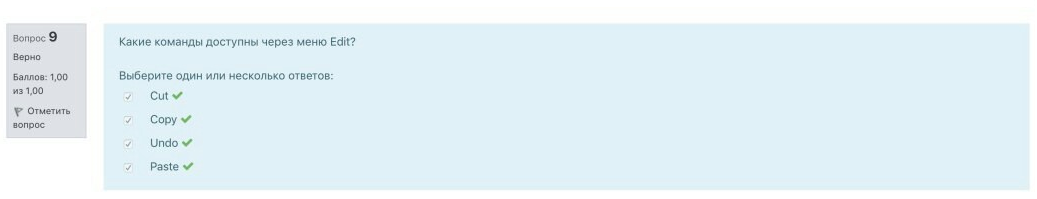 Вопрос 9
Верно
Баллов: 1,00
из 1,00
Отметить
вопрос
Какие команды доступны через меню Edit?
Выберите один или несколько ответов:
Cut
Copy
Undo
Paste